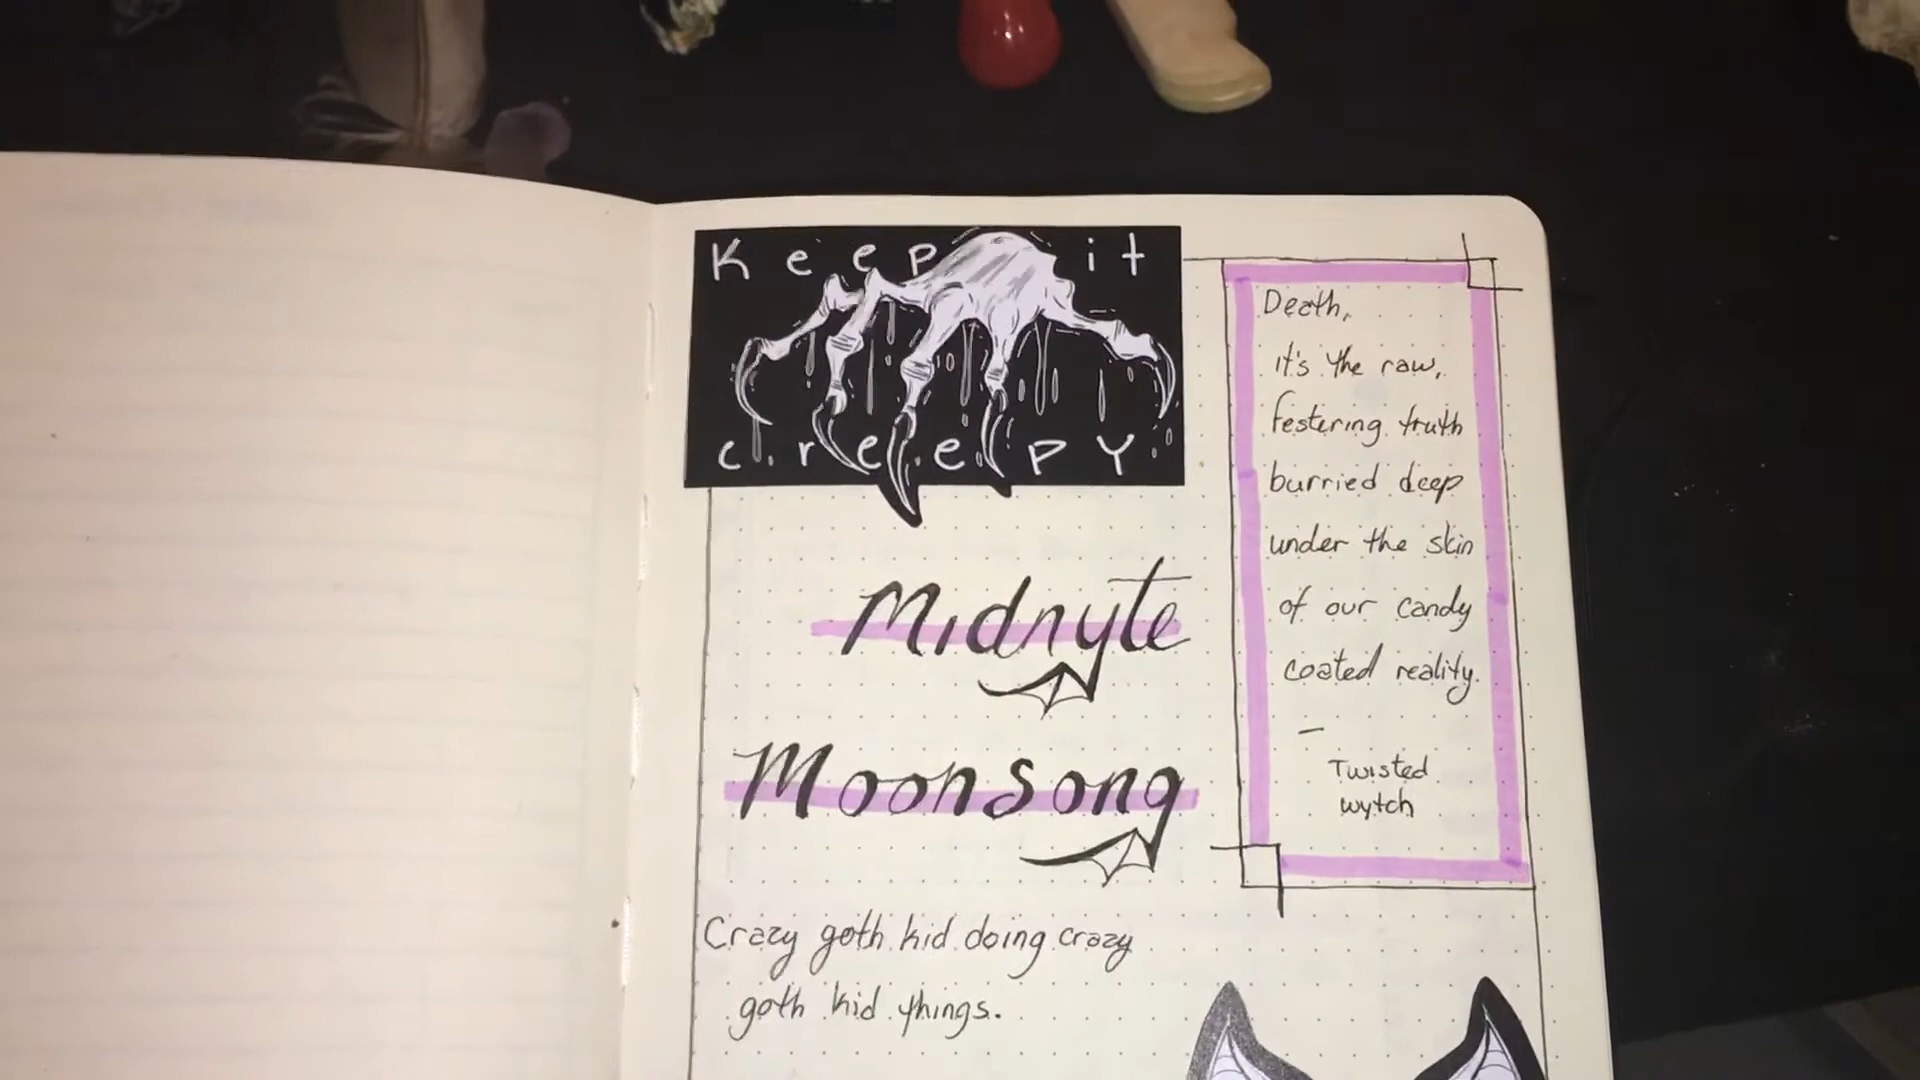 Keep it
creepy
Midnyte
Moonsong
Crazy goth kid doing crazy
goth kid things.
Death,
it's the raw,
festering truth
burried deep
under the skin
of our candy
coated reality.
—
Twisted
wytch